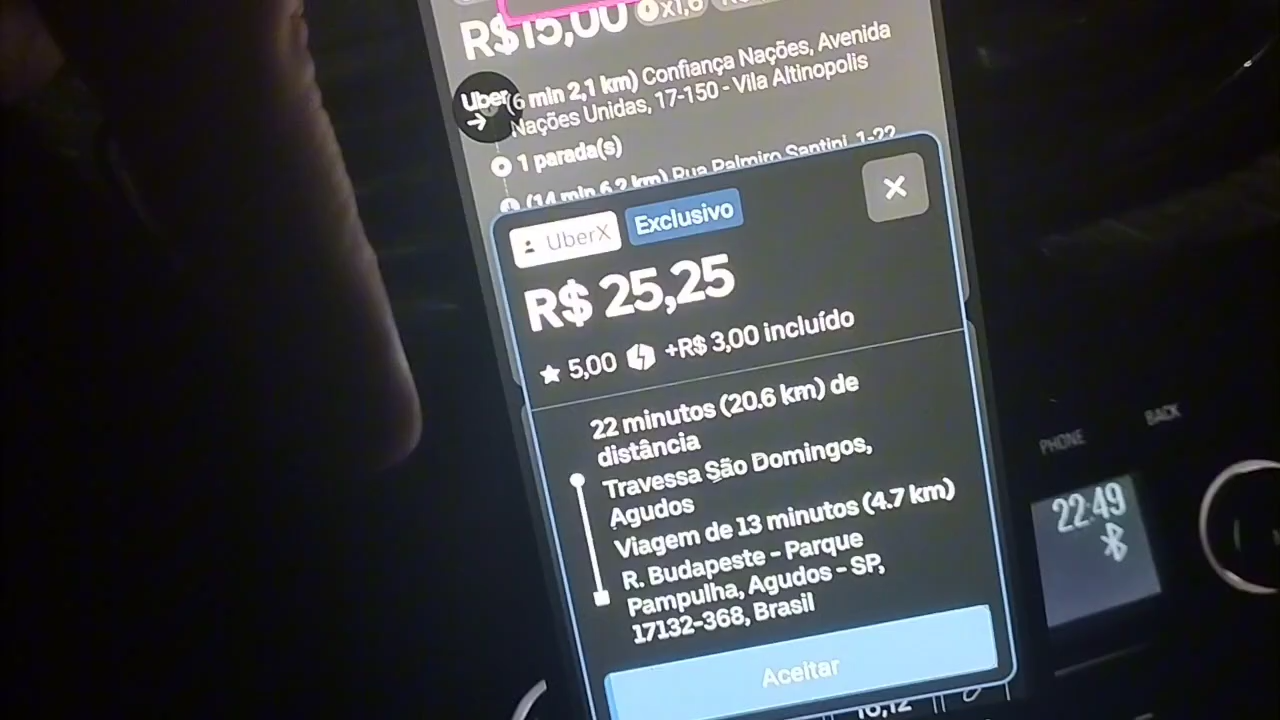 R$15,00 x1,6
Uber
(6 min 2,1 km) Confiança Nações, Avenida
Nações Unidas, 17-150 - Vila Altinopolis
1 parada(s)
(14 min 6,2 km) Rua Palmiro Santini, 1-22
UberX Exclusivo
R$ 25,25
5,00 +R$ 3,00 incluído
22 minutos (20.6 km) de
distância
Travessa São Domingos,
Agudos
Viagem de 13 minutos (4.7 km)
R. Budapeste - Parque
Pampulha, Agudos - SP,
17132-368, Brasil
Aceitar
PHONE BACK
22:49